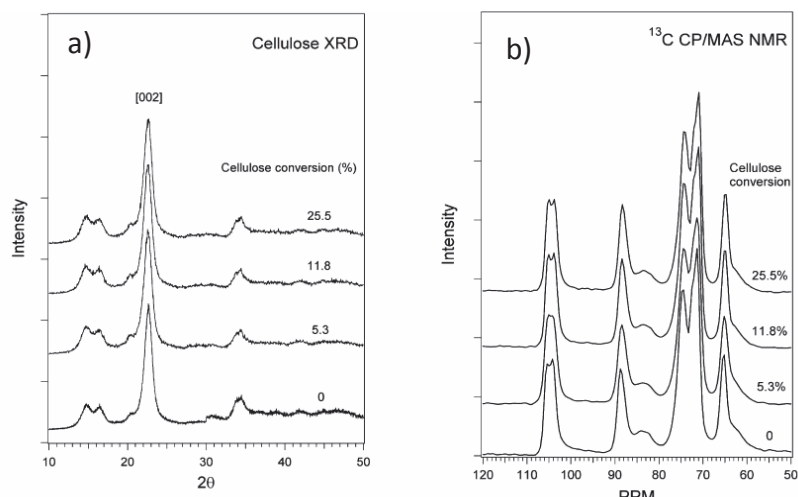 a)
Cellulose XRD
[002]
Cellulose conversion (%)
25.5
11.8
5.3
0
Intensity
10 20 30 40 50
2θ
b)
¹³C CP/MAS NMR
Cellulose
conversion
25.5%
11.8%
5.3%
0
Intensity
120 110 100 90 80 70 60 50
PPM